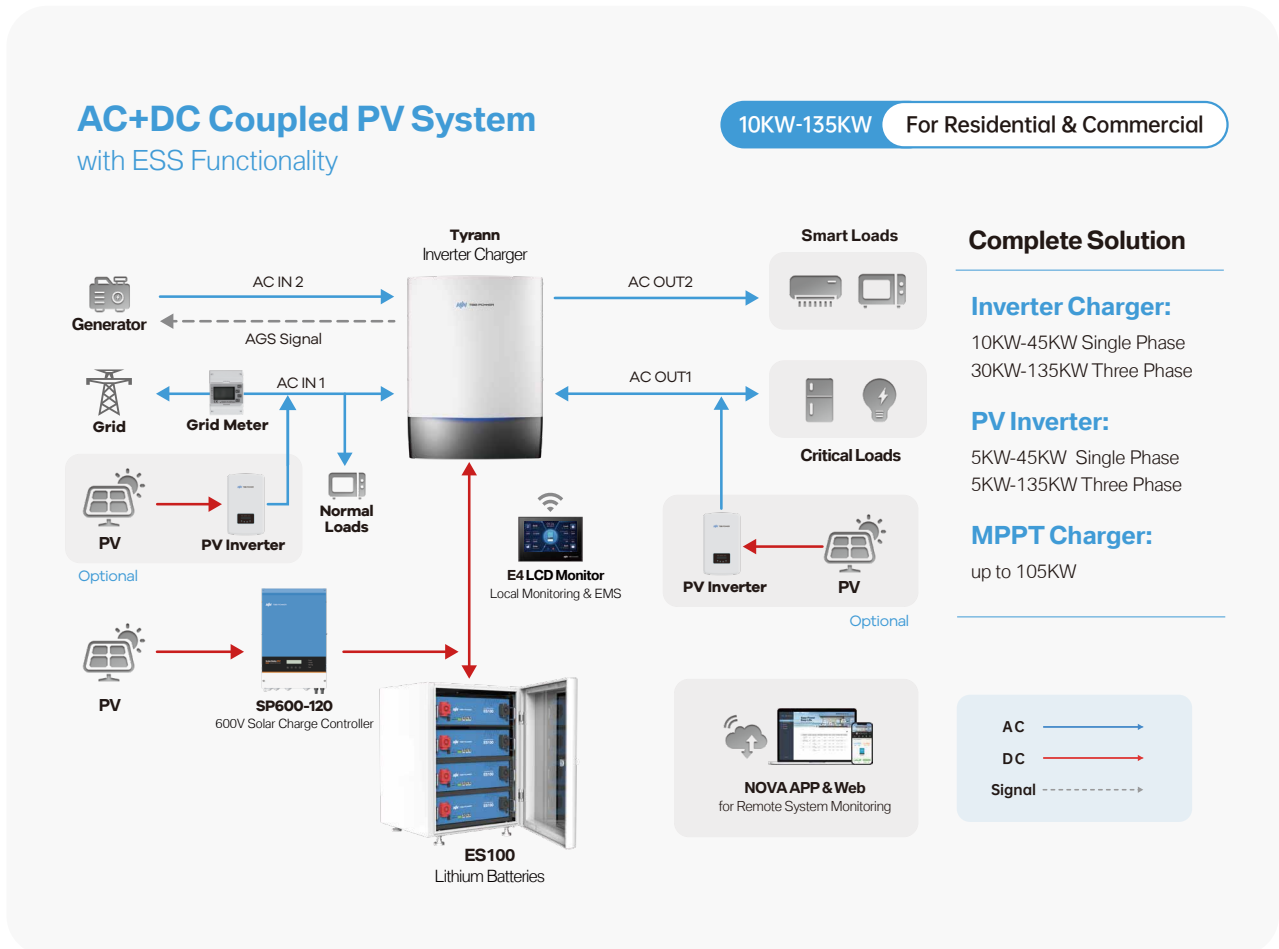 AC+DC Coupled PV System
with ESS Functionality
10KW-135KW
For Residential & Commercial
Tyrann
Inverter Charger
Smart Loads
AC IN 2
AC OUT2
Generator
AGS Signal
Grid
Grid Meter
AC IN 1
AC OUT1
Critical Loads
PV
PV Inverter
Optional
Normal
Loads
E4 LCD Monitor
Local Monitoring & EMS
PV Inverter
PV
Optional
PV
SP600-120
600V Solar Charge Controller
ES100
ES100
ES100
ES100
ES100
Lithium Batteries
NOVA APP & Web
for Remote System Monitoring
Complete Solution
Inverter Charger:
10KW-45KW Single Phase
30KW-135KW Three Phase
PV Inverter:
5KW-45KW Single Phase
5KW-135KW Three Phase
MPPT Charger:
up to 105KW
AC
DC
Signal